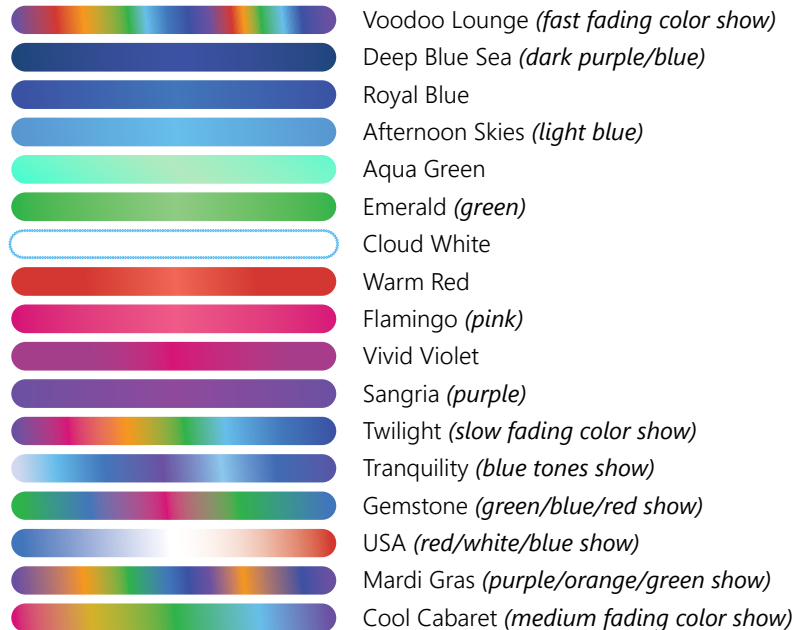 Voodoo Lounge (fast fading color show)
Deep Blue Sea (dark purple/blue)
Royal Blue
Afternoon Skies (light blue)
Aqua Green
Emerald (green)
Cloud White
Warm Red
Flamingo (pink)
Vivid Violet
Sangria (purple)
Twilight (slow fading color show)
Tranquility (blue tones show)
Gemstone (green/blue/red show)
USA (red/white/blue show)
Mardi Gras (purple/orange/green show)
Cool Cabaret (medium fading color show)